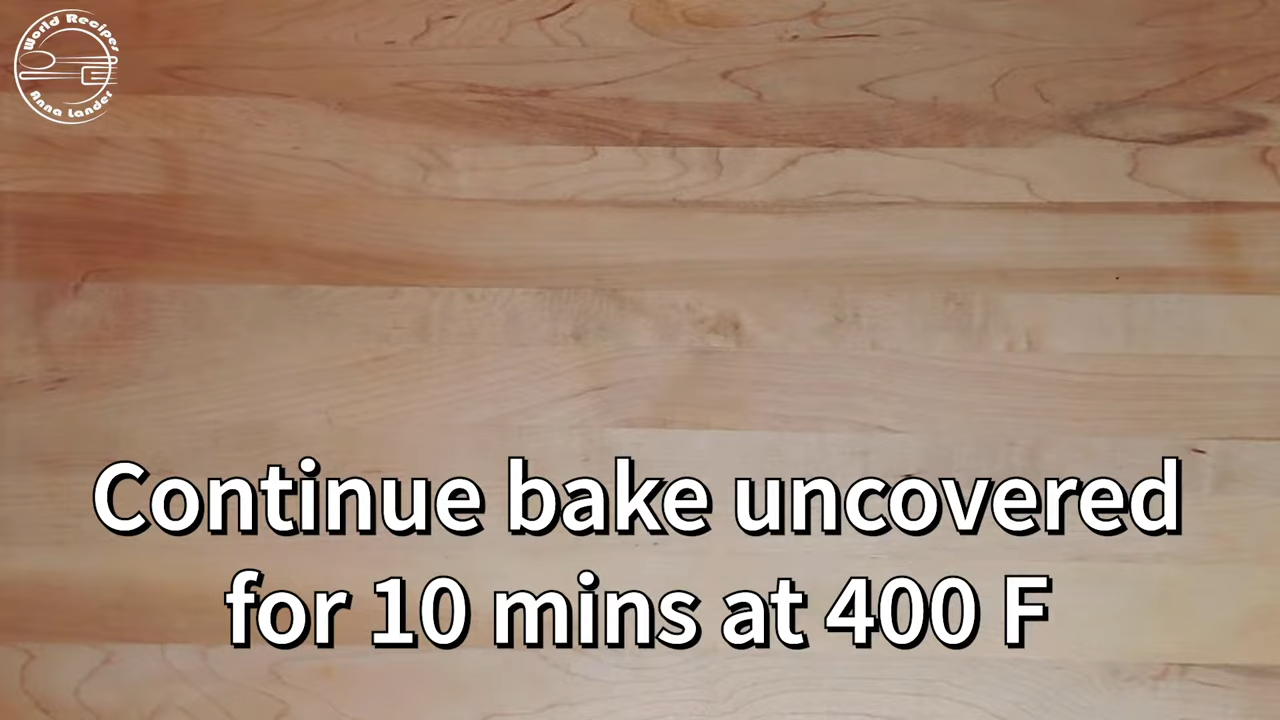 World Recipes
Anna Lander
Continue bake uncovered
for 10 mins at 400 F